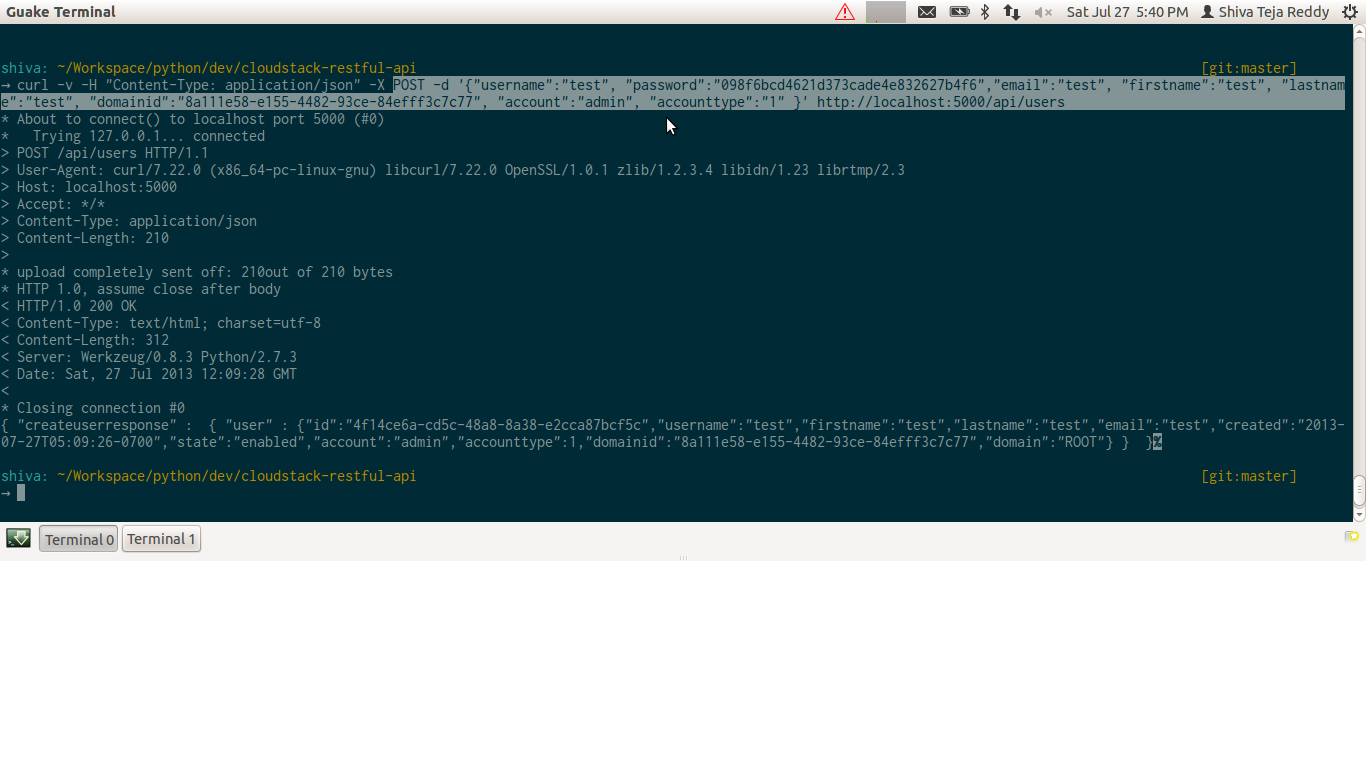 Guake Terminal
Sat Jul 27 5:40 PM Shiva Teja Reddy
shiva: ~/Workspace/python/dev/cloudstack-restful-api [git:master]
→ curl -v -H "Content-Type: application/json" -X POST -d '{"username":"test", "password":"098f6bcd4621d373cade4e832627b4f6","email":"test", "firstname":"test", "lastnam
e":"test", "domainid":"8a111e58-e155-4482-93ce-84efff3c7c77", "account":"admin", "accounttype":"1" }' http://localhost:5000/api/users
* About to connect() to localhost port 5000 (#0)
*   Trying 127.0.0.1... connected
> POST /api/users HTTP/1.1
> User-Agent: curl/7.22.0 (x86_64-pc-linux-gnu) libcurl/7.22.0 OpenSSL/1.0.1 zlib/1.2.3.4 libidn/1.23 librtmp/2.3
> Host: localhost:5000
> Accept: */*
> Content-Type: application/json
> Content-Length: 210
>
* upload completely sent off: 210out of 210 bytes
* HTTP 1.0, assume close after body
< HTTP/1.0 200 OK
< Content-Type: text/html; charset=utf-8
< Content-Length: 312
< Server: Werkzeug/0.8.3 Python/2.7.3
< Date: Sat, 27 Jul 2013 12:09:28 GMT
<
* Closing connection #0
{ "createuserresponse" :  { "user" : {"id":"4f14ce6a-cd5c-48a8-8a38-e2cca87bcf5c","username":"test","firstname":"test","lastname":"test","email":"test","created":"2013-
07-27T05:09:26-0700","state":"enabled","account":"admin","accounttype":1,"domainid":"8a111e58-e155-4482-93ce-84efff3c7c77","domain":"ROOT"} }  }%
shiva: ~/Workspace/python/dev/cloudstack-restful-api [git:master]
→
Terminal 0 Terminal 1